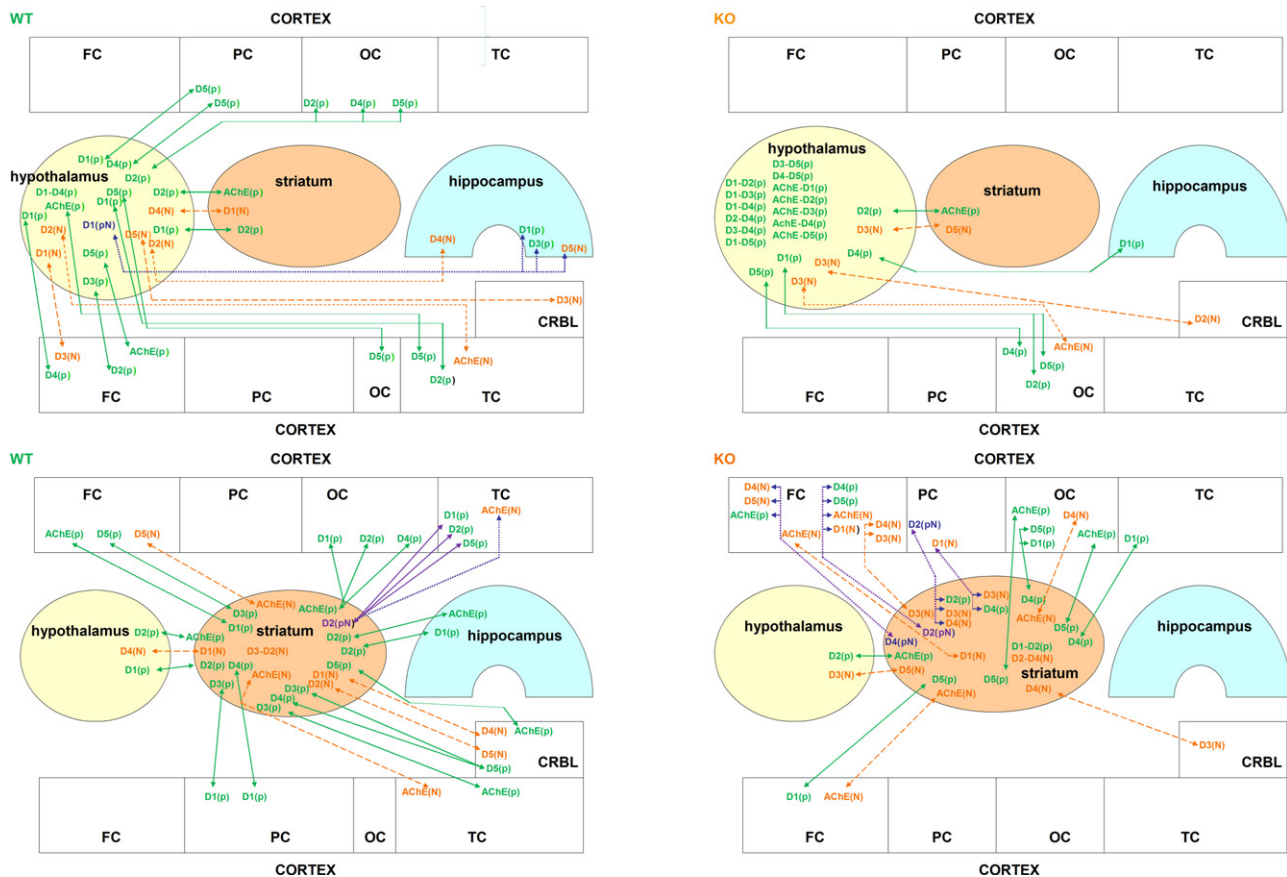 WT
CORTEX
FC
PC
OC
TC
D5(p)
D5(p)
D2(p)
D4(p)
D5(p)
D1(p)
D4(p)
D2(p)
hypothalamus
striatum
hippocampus
D1-D4(p)
D5(p)
D2(p)
AChE(p)
AChE(p)
D1(p)
D1(p)
D4(N)
D1(N)
D2(N)
D1(pN)
D5(N)
D2(N)
D1(p)
D2(p)
D1(p)
D3(p)
D4(N)
D5(N)
D1(N)
D5(p)
D3(p)
D3(N)
CRBL
D3(N)
AChE(p)
D4(p)
D2(p)
D5(p)
D5(p)
AChE(N)
D2(p)
FC
PC
OC
TC
CORTEX
KO
CORTEX
FC
PC
OC
TC
hypothalamus
D3-D5(p)
D4-D5(p)
D1-D2(p)
AChE-D1(p)
D1-D3(p)
AChE-D2(p)
D1-D4(p)
AChE-D3(p)
D2-D4(p)
AChE-D4(p)
D3-D4(p)
AChE-D5(p)
D1-D5(p)
striatum
hippocampus
D2(p)
AChE(p)
D3(N)
D5(N)
D4(p)
D1(p)
D1(p)
D3(N)
D5(p)
D3(N)
D2(N)
CRBL
D4(p)
AChE(N)
D5(p)
D2(p)
FC
PC
OC
TC
CORTEX
WT
CORTEX
FC
PC
OC
TC
AChE(N)
D1(p)
D2(p)
D5(p)
AChE(p)
D5(p)
D5(N)
D1(p)
D2(p)
D4(p)
hypothalamus
striatum
hippocampus
AChE(N)
AChE(p)
D3(p)
D1(p)
D2(pN)
AChE(p)
D2(p)
AChE(p)
D2(p)
D1(p)
D4(N)
D1(N)
D3-D2(N)
D2(p)
D1(p)
D2(p)
D4(p)
D5(p)
D3(p)
AChE(N)
D1(N)
D2(N)
D3(p)
D4(p)
D3(p)
AChE(p)
D4(N)
D5(N)
D5(p)
CRBL
D1(p)
D1(p)
AChE(N)
AChE(p)
FC
PC
OC
TC
CORTEX
KO
CORTEX
FC
PC
OC
TC
D4(N)
D5(N)
AChE(p)
D4(p)
D5(p)
AChE(N)
D1(N)
D4(N)
D3(N)
AChE(N)
D2(pN)
D1(N)
AChE(p)
D4(N)
D5(p)
D1(p)
AChE(p)
D1(p)
hypothalamus
hippocampus
D2(p)
D3(N)
D4(N)
D3(N)
D4(p)
D3(N)
D4(p)
AChE(N)
D2(pN)
D4(pN)
D5(p)
D4(p)
D2(p)
AChE(p)
D1(N)
D1-D2(p)
D2-D4(N)
striatum
D3(N)
D5(N)
D5(p)
D5(p)
AChE(N)
D4(N)
D3(N)
CRBL
D1(p)
AChE(N)
FC
PC
OC
TC
CORTEX